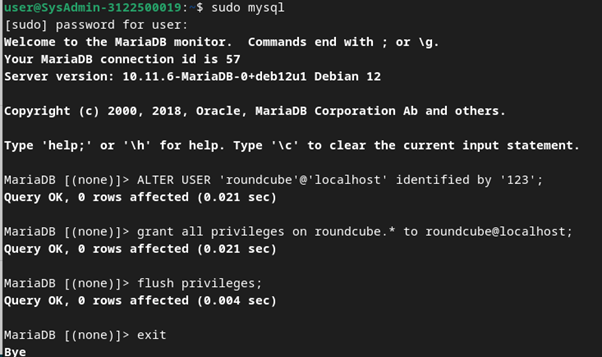 user@SysAdmin-3122500019:~$ sudo mysql
[sudo] password for user:
Welcome to the MariaDB monitor.  Commands end with ; or \g.
Your MariaDB connection id is 57
Server version: 10.11.6-MariaDB-0+deb12u1 Debian 12
Copyright (c) 2000, 2018, Oracle, MariaDB Corporation Ab and others.
Type 'help;' or '\h' for help. Type '\c' to clear the current input statement.
MariaDB [(none)]> ALTER USER 'roundcube'@'localhost' identified by '123';
Query OK, 0 rows affected (0.021 sec)
MariaDB [(none)]> grant all privileges on roundcube.* to roundcube@localhost;
Query OK, 0 rows affected (0.021 sec)
MariaDB [(none)]> flush privileges;
Query OK, 0 rows affected (0.004 sec)
MariaDB [(none)]> exit
Bye